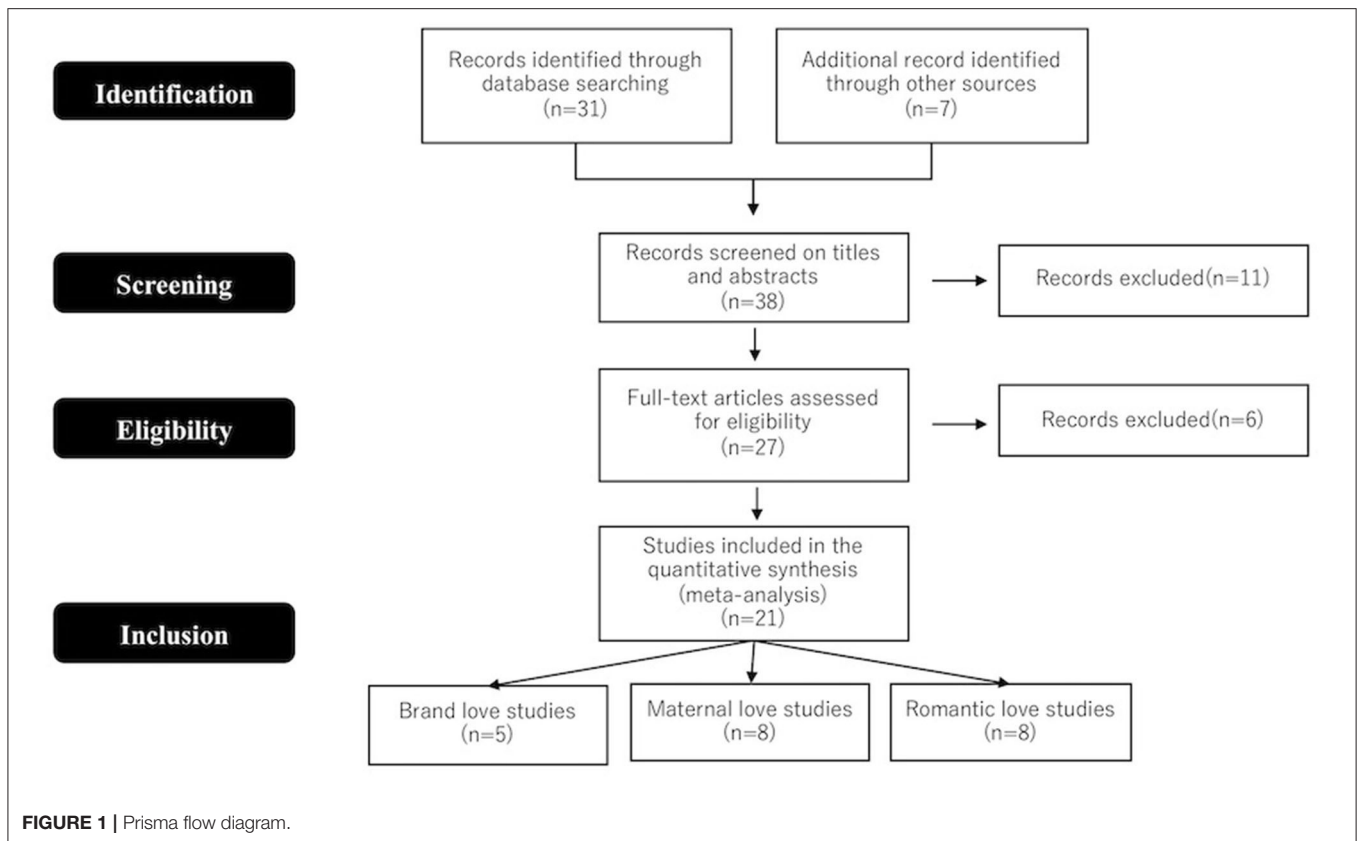 Identification
Records identified through
database searching
(n=31)
Additional record identified
through other sources
(n=7)
Screening
Records screened on titles
and abstracts
(n=38)
Records excluded(n=11)
Eligibility
Full-text articles assessed
for eligibility
(n=27)
Records excluded(n=6)
Inclusion
Studies included in the
quantitative synthesis
(meta-analysis)
(n=21)
Brand love studies
(n=5)
Maternal love studies
(n=8)
Romantic love studies
(n=8)
FIGURE 1 | Prisma flow diagram.